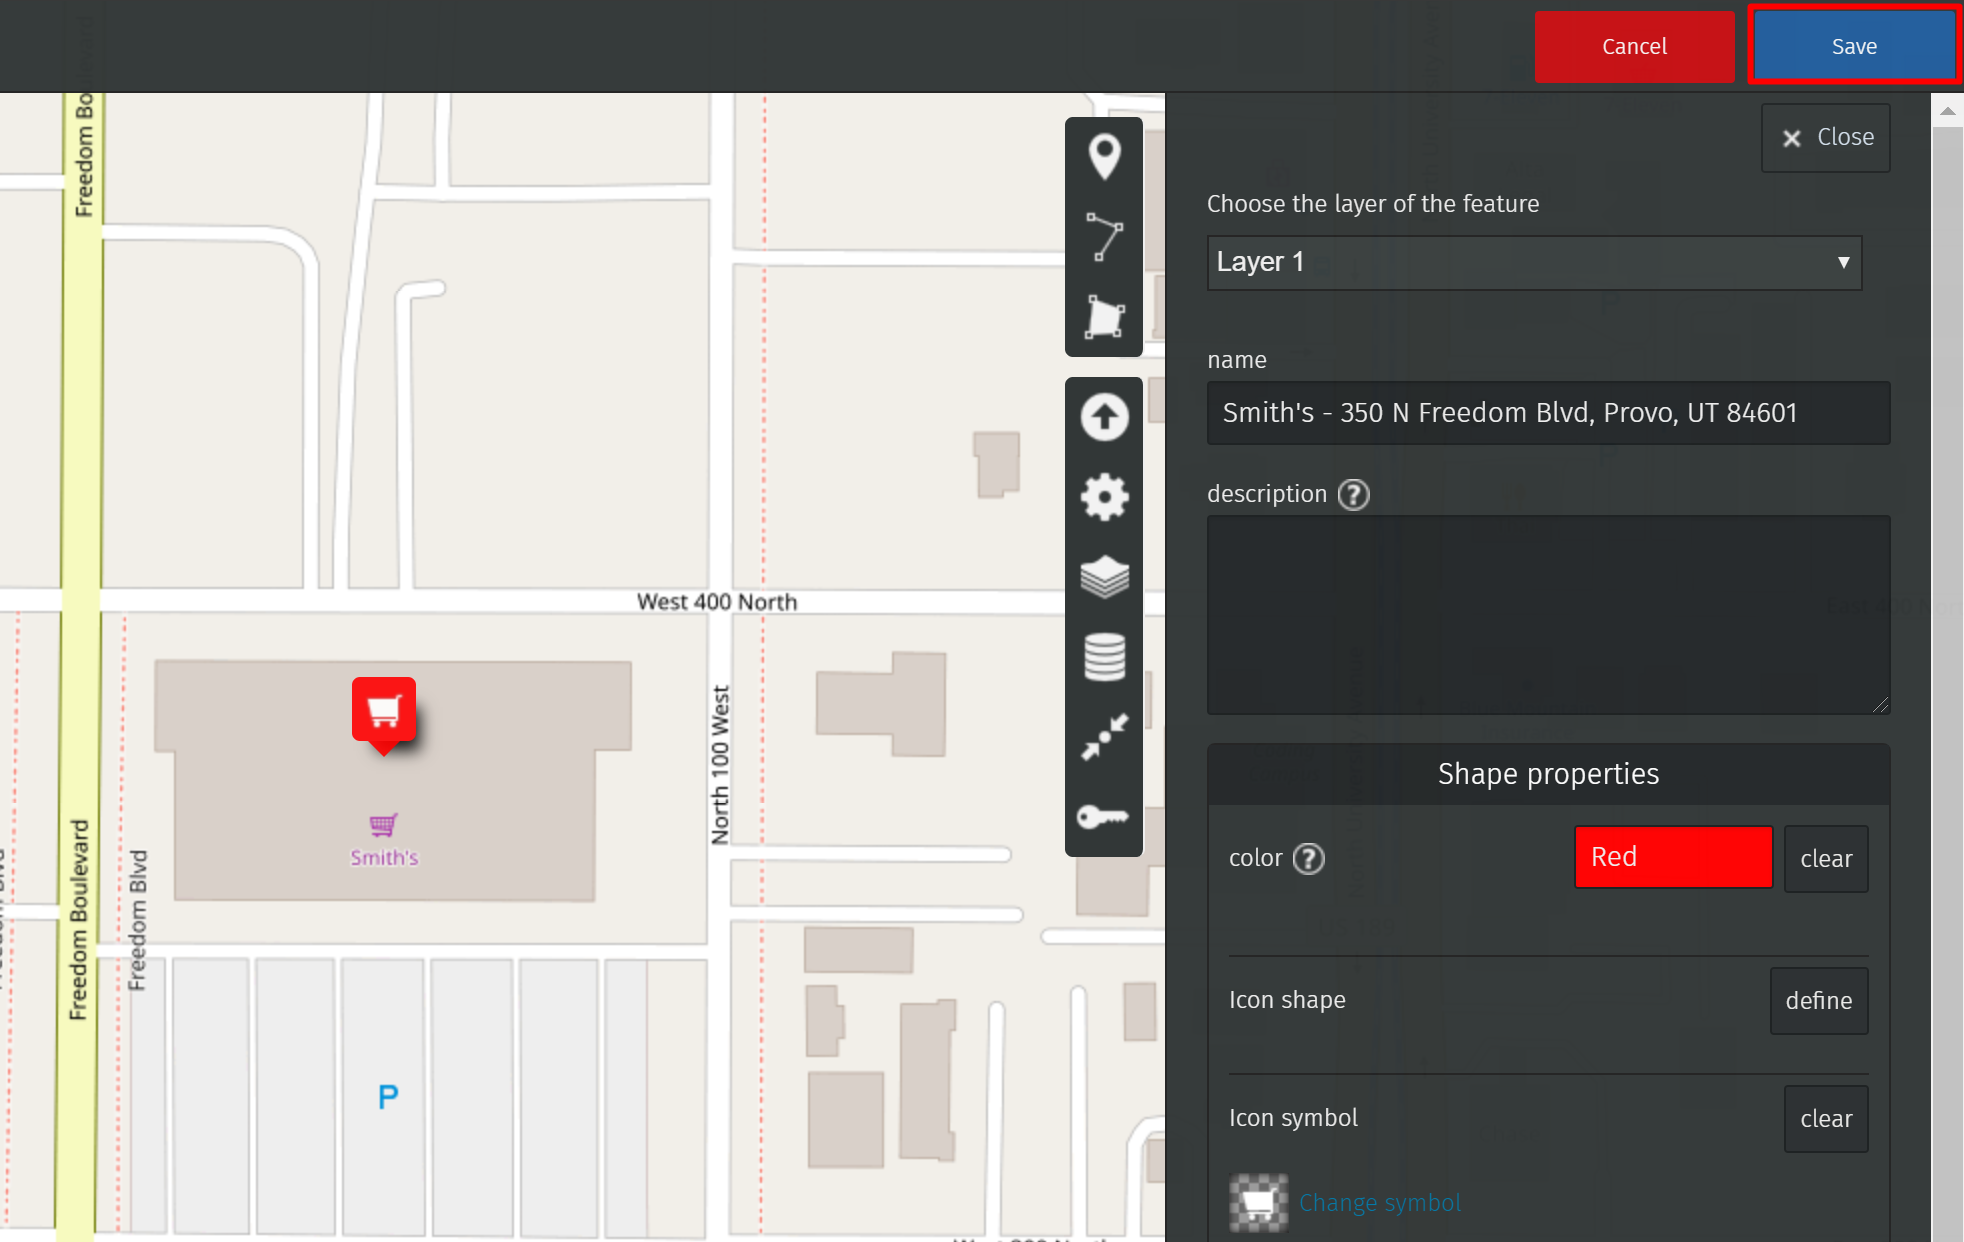 Cancel
Save
Close
Choose the layer of the feature
Layer 1
name
Smith's - 350 N Freedom Blvd, Provo, UT 84601
description ?
Shape properties
color ?
Red
clear
Icon shape
define
Icon symbol
clear
Change symbol
Freedom Bo
West 400 North
North 100 West
Smith's
Freedom Boulevard
Freedom Blvd
P